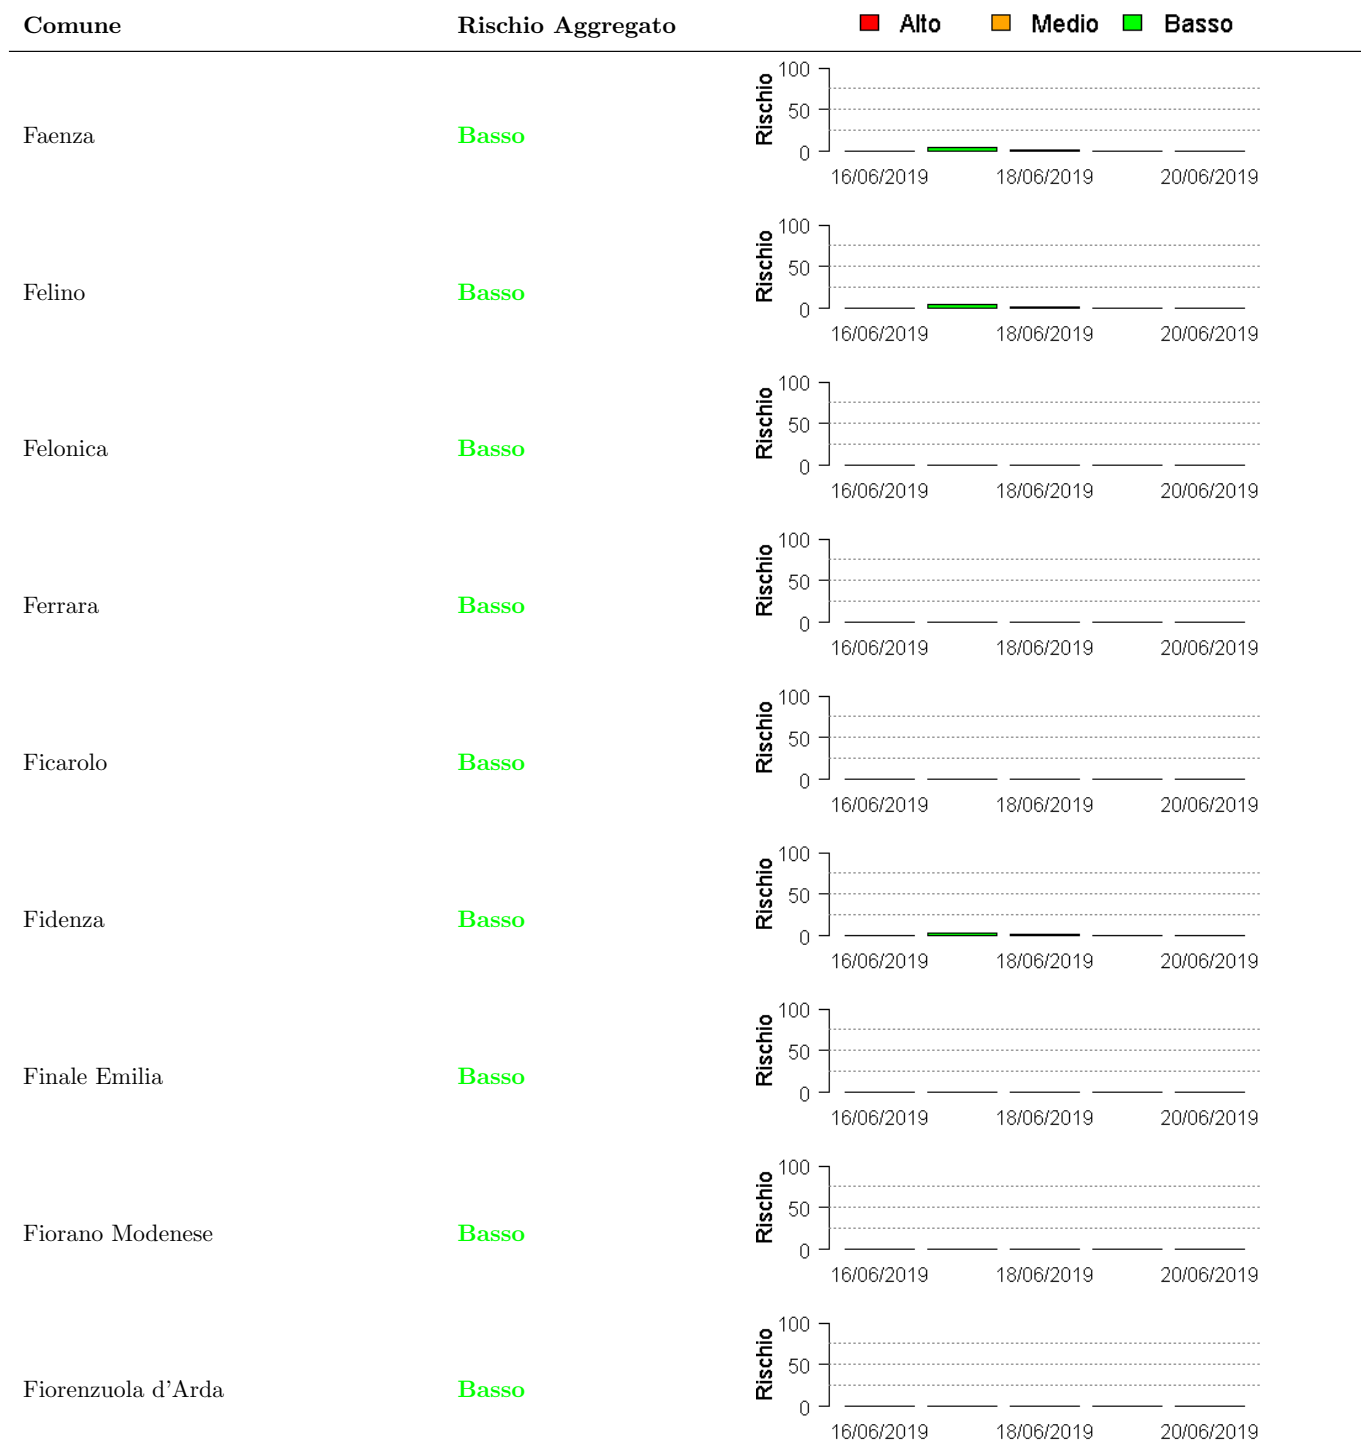 Comune Rischio Aggregato Alto Medio Basso
100
50
0
Rischio
Faenza Basso
16/06/2019 18/06/2019 20/06/2019
100
50
0
Rischio
Felino Basso
16/06/2019 18/06/2019 20/06/2019
100
50
0
Rischio
Felonica Basso
16/06/2019 18/06/2019 20/06/2019
100
50
0
Rischio
Ferrara Basso
16/06/2019 18/06/2019 20/06/2019
100
50
0
Rischio
Ficarolo Basso
16/06/2019 18/06/2019 20/06/2019
100
50
0
Rischio
Fidenza Basso
16/06/2019 18/06/2019 20/06/2019
100
50
0
Rischio
Finale Emilia Basso
16/06/2019 18/06/2019 20/06/2019
100
50
0
Rischio
Fiorano Modenese Basso
16/06/2019 18/06/2019 20/06/2019
100
50
0
Rischio
Fiorenzuola d'Arda Basso
16/06/2019 18/06/2019 20/06/2019